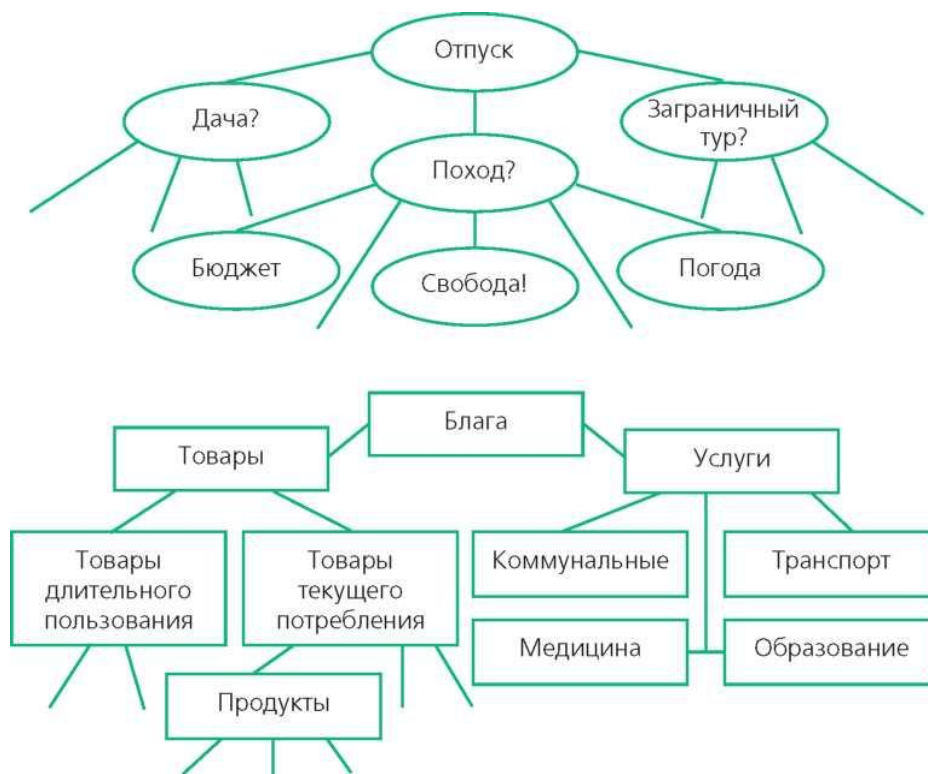 Отпуск
Дача?
Заграничный
тур?
Поход?
Бюджет
Свобода!
Погода
Блага
Товары
Услуги
Товары
длительного
пользования
Товары
текущего
потребления
Коммунальные
Транспорт
Медицина
Образование
Продукты